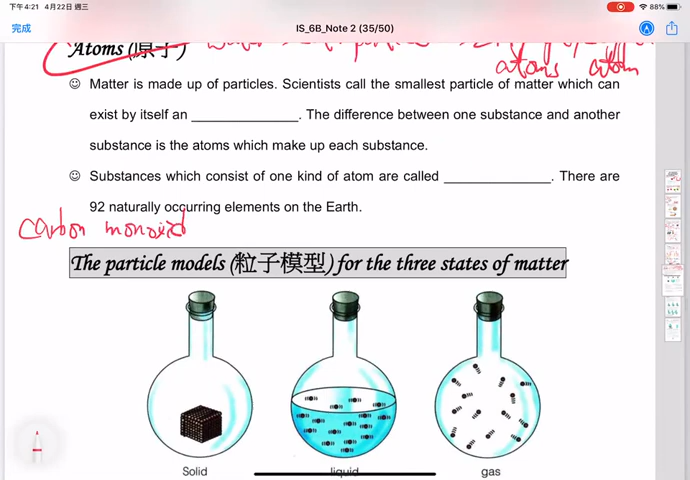 下午4:21 4月22日 週三
88%
完成
IS_6B_Note 2 (35/50)
Atoms (原子)
atoms atom
☺ Matter is made up of particles. Scientists call the smallest particle of matter which can
exist by itself an ______________. The difference between one substance and another
substance is the atoms which make up each substance.
☺ Substances which consist of one kind of atom are called ______________. There are
92 naturally occurring elements on the Earth.
carbon monoxid
The particle models (粒子模型) for the three states of matter
Solid liquid gas